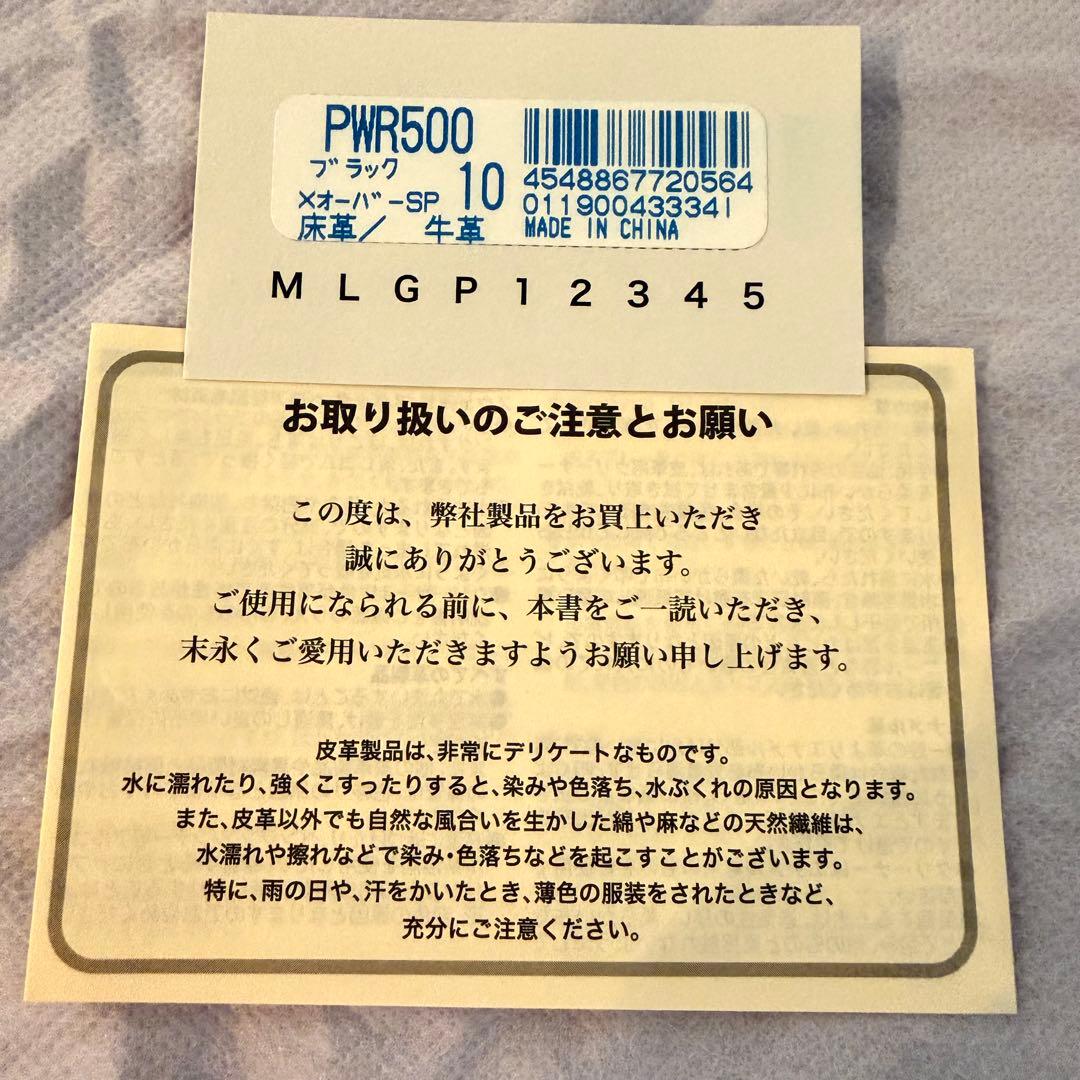 PWR500
ブラック
×オーバーSP 10
床革/ 牛革
4548867720564
0119004333341
MADE IN CHINA
M L G P 1 2 3 4 5
お取り扱いのご注意とお願い
この度は、弊社製品をお買上いただき
誠にありがとうございます。
ご使用になられる前に、本書をご一読いただき、
末永くご愛用いただきますようお願い申し上げます。
皮革製品は、非常にデリケートなものです。
水に濡れたり、強くこすったりすると、染みや色落ち、水ぶくれの原因となります。
また、皮革以外でも自然な風合いを生かした綿や麻などの天然繊維は、
水濡れや擦れなどで染み・色落ちなどを起こすことがございます。
特に、雨の日や、汗をかいたとき、薄色の服装をされたときなど、
充分にご注意ください。